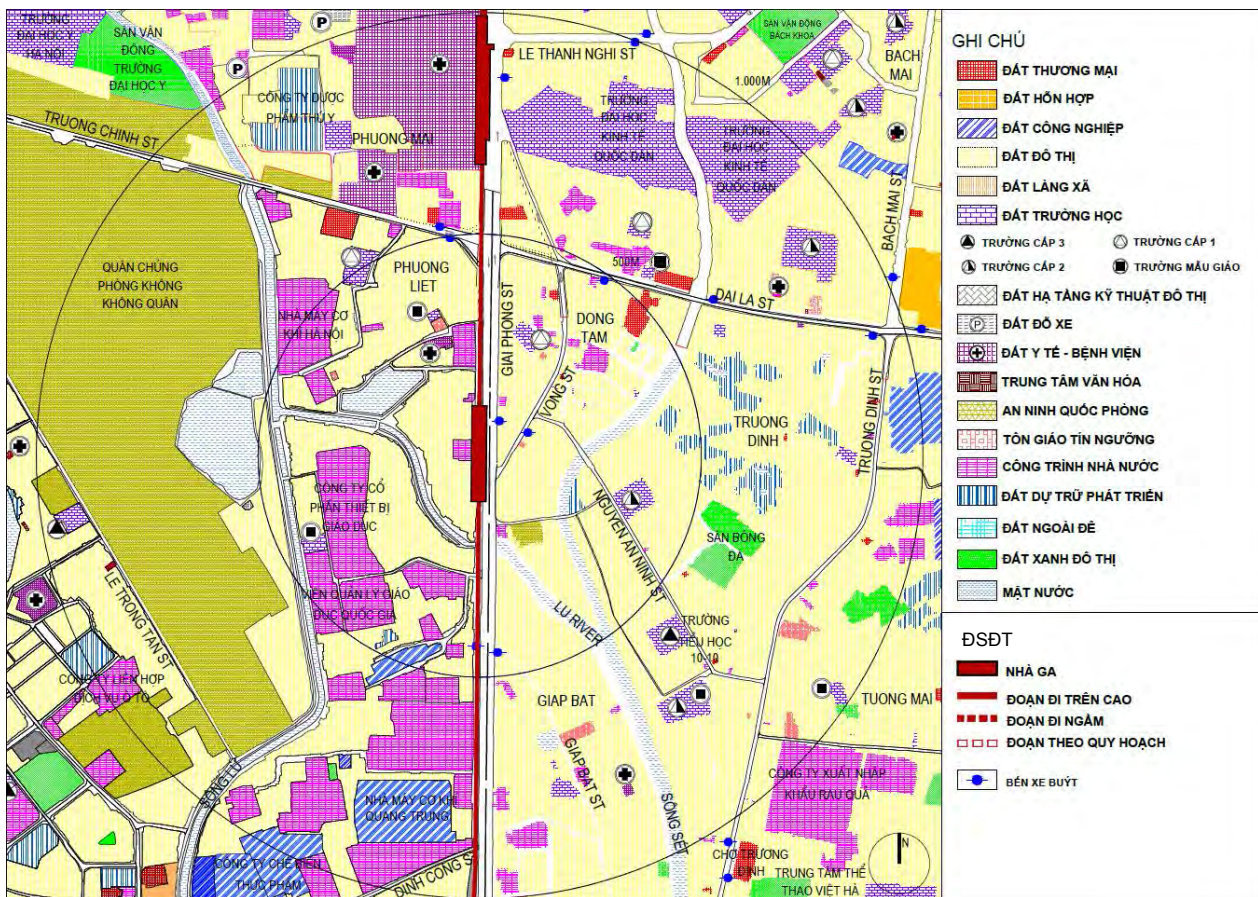 TRƯỜNG
ĐẠI HỌC Y
HÀ NỘI
SÂN VẬN
ĐỘNG
TRƯỜNG
ĐẠI HỌC Y
P
P
CÔNG TY DƯỢC
PHẨM THÚ Y
PHUONG MAI
TRUONG CHINH ST
LE THANH NGHI ST
SÂN VẬN ĐỘNG
BÁCH KHOA
1.000M
BACH
MAI
TRƯỜNG
ĐẠI HỌC
KINH TẾ
QUỐC DÂN
TRƯỜNG
ĐẠI HỌC
KINH TẾ
QUỐC DÂN
BACH MAI ST
QUÂN CHỦNG
PHÒNG KHÔNG
KHÔNG QUÂN
PHUONG
LIET
NHÀ MÁY CƠ
KHÍ HÀ NỘI
GIAI PHONG ST
500M
DONG
TAM
DAI LA ST
VONG ST
TRUONG
DINH
TRUONG DINH ST
CÔNG TY CỔ
PHẦN THIẾT BỊ
GIÁO DỤC
NGUYEN AN NINH ST
SÂN BÓNG
ĐÁ
LE TRONG TAN ST
VIỆN QUẢN LÝ GIÁO
DỤC QUỐC GIA
LU RIVER
TRƯỜNG
TIỂU HỌC
10-10
CÔNG TY LIÊN HỢP
DỊCH VỤ Ô TÔ
GIAP BAT
TUONG MAI
GIAP BAT ST
SÔNG LỪ
SÔNG SÉT
CÔNG TY XUẤT NHẬP
KHẨU RAU QUẢ
NHÀ MÁY CƠ KHÍ
QUANG TRUNG
CÔNG TY CHẾ BIẾN
THỰC PHẨM
DINH CONG ST
CHỢ TRƯƠNG
ĐỊNH
TRUNG TÂM THỂ
THAO VIỆT HÀ
GHI CHÚ
ĐẤT THƯƠNG MẠI
ĐẤT HỖN HỢP
ĐẤT CÔNG NGHIỆP
ĐẤT ĐÔ THỊ
ĐẤT LÀNG XÃ
ĐẤT TRƯỜNG HỌC
TRƯỜNG CẤP 3
TRƯỜNG CẤP 1
TRƯỜNG CẤP 2
TRƯỜNG MẪU GIÁO
ĐẤT HẠ TẦNG KỸ THUẬT ĐÔ THỊ
P
ĐẤT ĐỖ XE
ĐẤT Y TẾ - BỆNH VIỆN
TRUNG TÂM VĂN HÓA
AN NINH QUỐC PHÒNG
TÔN GIÁO TÍN NGƯỠNG
CÔNG TRÌNH NHÀ NƯỚC
ĐẤT DỰ TRỮ PHÁT TRIỂN
ĐẤT NGOÀI ĐÊ
ĐẤT XANH ĐÔ THỊ
MẶT NƯỚC
ĐSĐT
NHÀ GA
ĐOẠN ĐI TRÊN CAO
ĐOẠN ĐI NGẦM
ĐOẠN THEO QUY HOẠCH
BẾN XE BUÝT